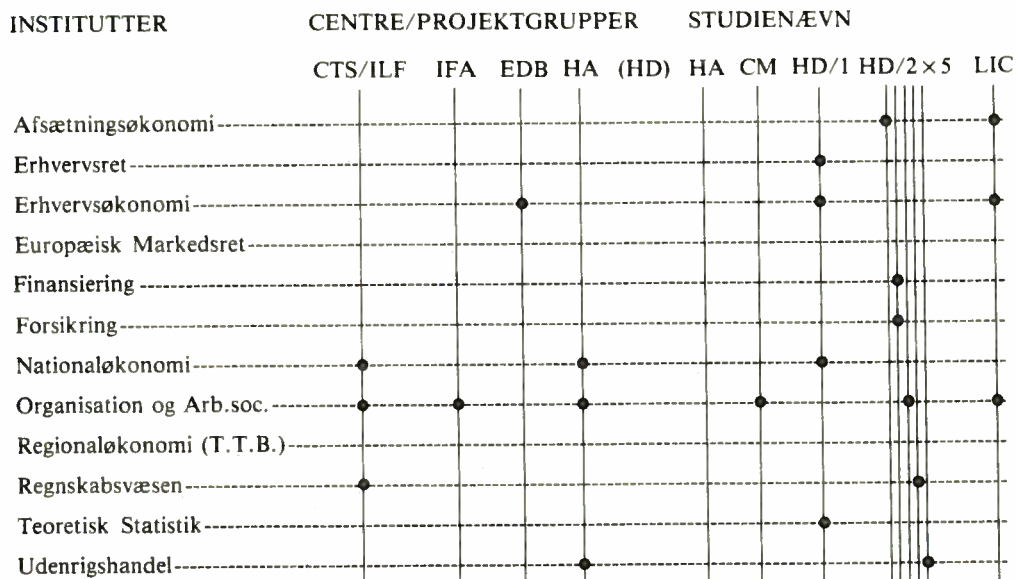 INSTITUTTER CENTRE/PROJEKTGRUPPER STUDIENÆVN
CTS/ILF IFA EDB HA (HD) HA CM HD/1 HD/2×5 LIC
Afsætningsøkonomi
Erhvervsret
Erhvervsøkonomi
Europæisk Markedsret
Finansiering
Forsikring
Nationaløkonomi
Organisation og Arb.soc.
Regionaløkonomi (T.T.B.)
Regnskabsvæsen
Teoretisk Statistik
Udenrigshandel